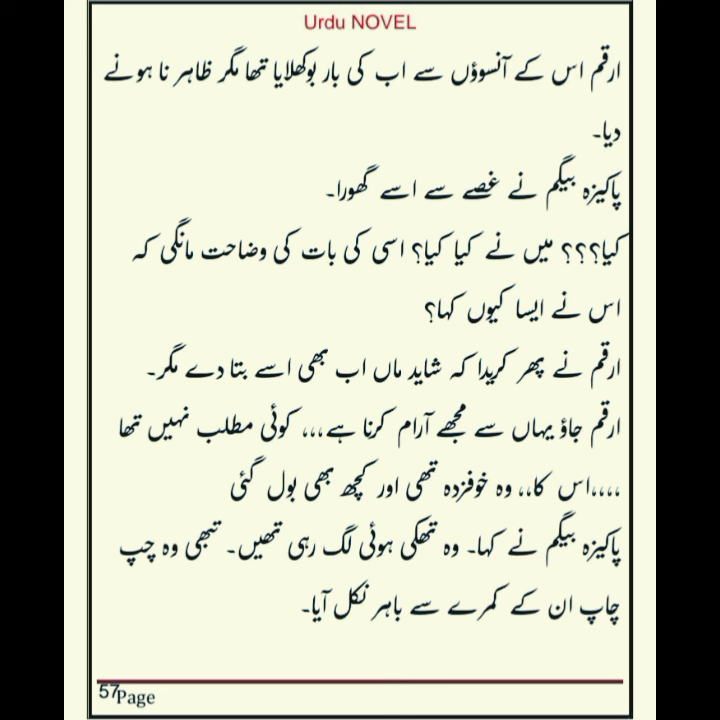 Urdu NOVEL
ارقم اس کے آنسوؤں سے اب کی بار بوکھلایا تھا مگر ظاہر نا ہونے
دیا۔
پاکیزہ بیگم نے غصے سے اسے گھورا۔
کیا؟؟؟ میں نے کیا کیا؟ اسی کی بات کی وضاحت مانگی کہ
اس نے ایسا کیوں کہا؟
ارقم نے پھر کریدا کہ شاید ماں اب بھی اسے بتا دے مگر۔
ارقم جاؤ یہاں سے مجھے آرام کرنا ہے،،، کوئی مطلب نہیں تھا
،،،،اس کا،، وہ خوفزدہ تھی اور کچھ بھی بول گئی
پاکیزہ بیگم نے کہا۔ وہ تھکی ہوئی لگ رہی تھیں۔ تبھی وہ چپ
چاپ ان کے کمرے سے باہر نکل آیا۔
57Page